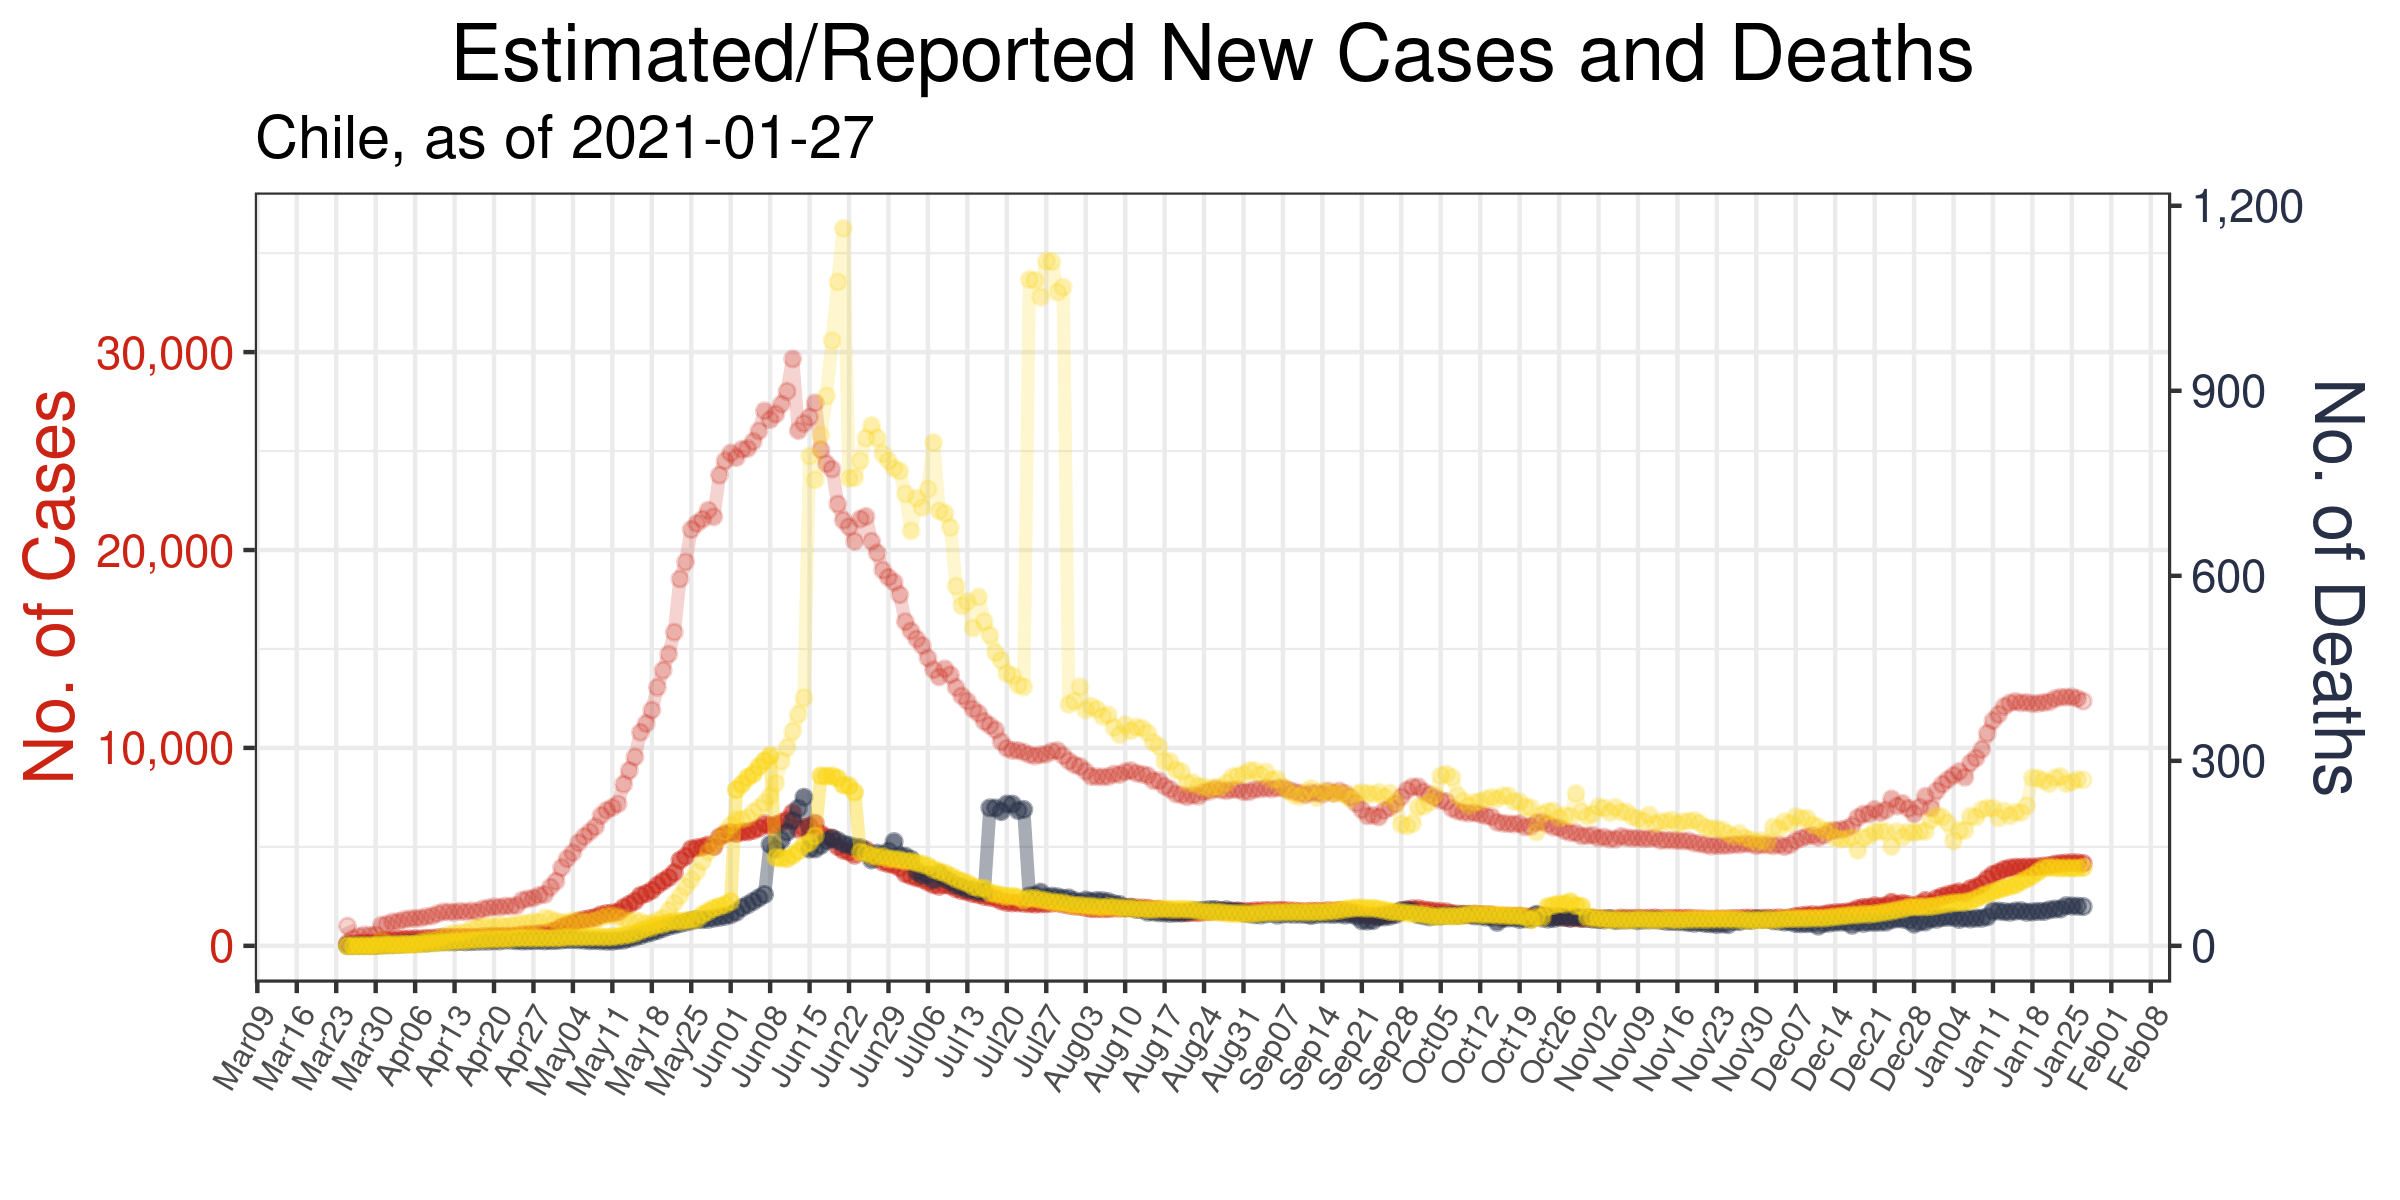 Estimated/Reported New Cases and Deaths
Chile, as of 2021-01-27
No. of Cases
30,000
20,000
10,000
0
1,200
900
600
300
0
No. of Deaths
Mar09
Mar16
Mar23
Mar30
Apr06
Apr13
Apr20
Apr27
May04
May11
May18
May25
Jun01
Jun08
Jun15
Jun22
Jun29
Jul06
Jul13
Jul20
Jul27
Aug03
Aug10
Aug17
Aug24
Aug31
Sep07
Sep14
Sep21
Sep28
Oct05
Oct12
Oct19
Oct26
Nov02
Nov09
Nov16
Nov23
Nov30
Dec07
Dec14
Dec21
Dec28
Jan04
Jan11
Jan18
Jan25
Feb01
Feb08